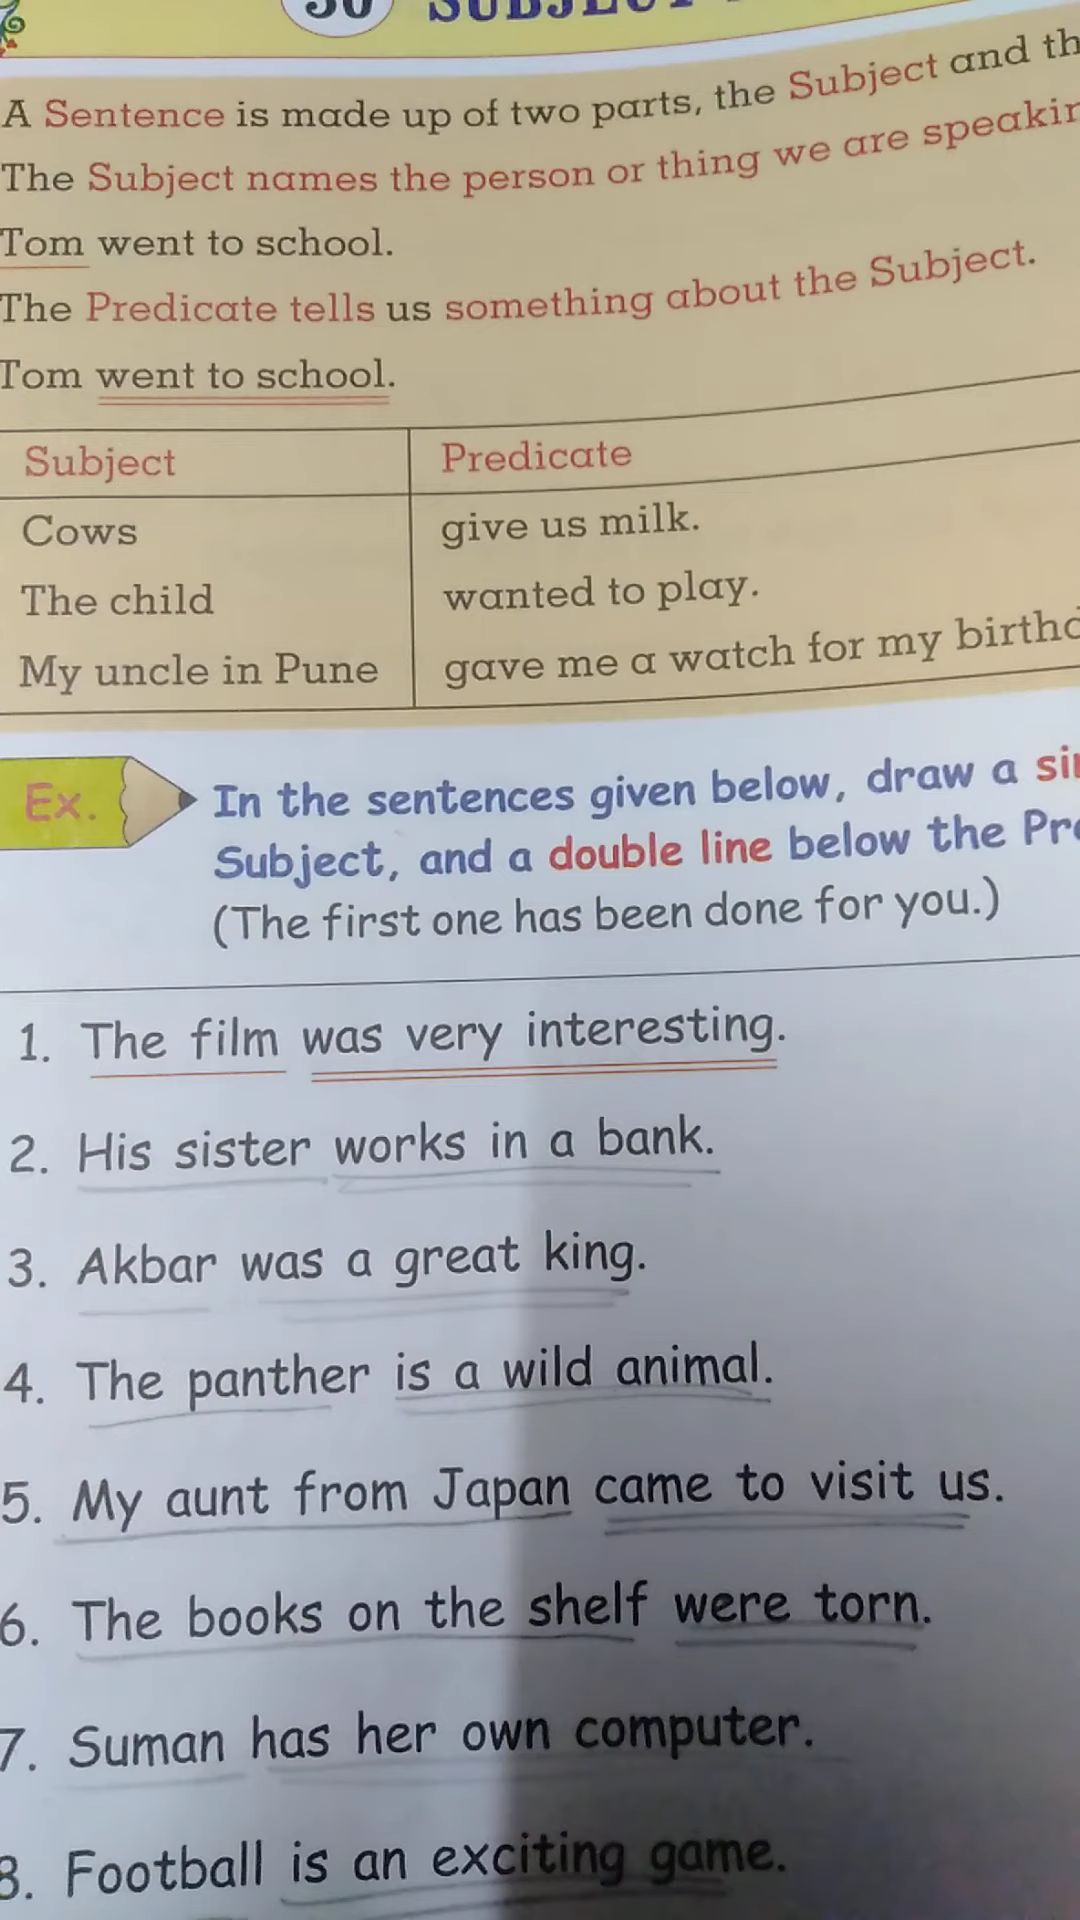 30 SUBJECT
A Sentence is made up of two parts, the Subject and
The Subject names the person or thing we are
Tom went to school.
The Predicate tells us something about the Subject.
Tom went to school.
Subject Predicate
Cows give us milk.
The child wanted to play.
My uncle in Pune gave me a watch for my
Ex. In the sentences given below, draw a
Subject, and a double line below the
(The first one has been done for you.)
1. The film was very interesting.
2. His sister works in a bank.
3. Akbar was a great king.
4. The panther is a wild animal.
5. My aunt from Japan came to visit us.
6. The books on the shelf were torn.
7. Suman has her own computer.
8. Football is an exciting game.